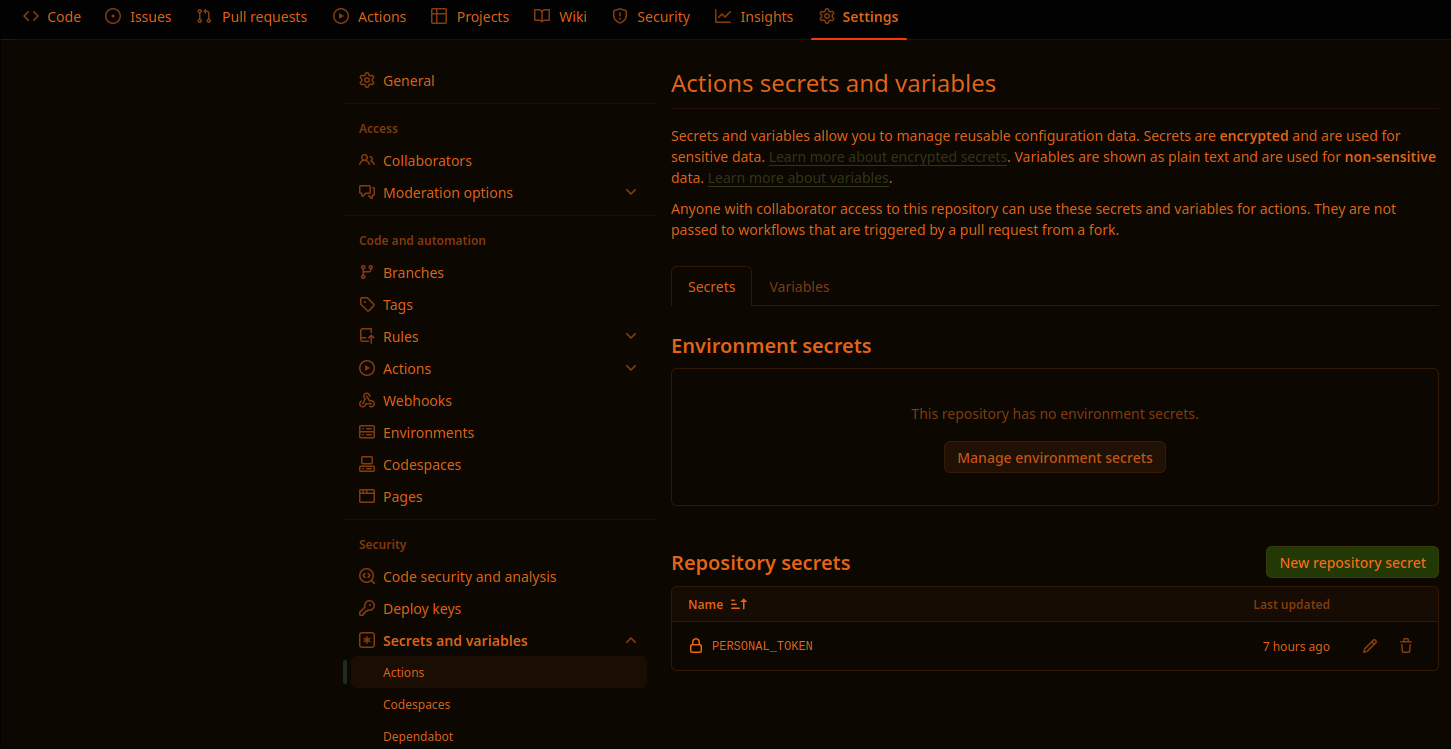 Code Issues Pull requests Actions Projects Wiki Security Insights Settings
General
Access
Collaborators
Moderation options
Code and automation
Branches
Tags
Rules
Actions
Webhooks
Environments
Codespaces
Pages
Security
Code security and analysis
Deploy keys
Secrets and variables
Actions
Codespaces
Dependabot
Actions secrets and variables
Secrets and variables allow you to manage reusable configuration data. Secrets are encrypted and are used for
sensitive data. Learn more about encrypted secrets. Variables are shown as plain text and are used for non-sensitive
data. Learn more about variables.
Anyone with collaborator access to this repository can use these secrets and variables for actions. They are not
passed to workflows that are triggered by a pull request from a fork.
Secrets Variables
Environment secrets
This repository has no environment secrets.
Manage environment secrets
Repository secrets New repository secret
Name Last updated
PERSONAL_TOKEN 7 hours ago